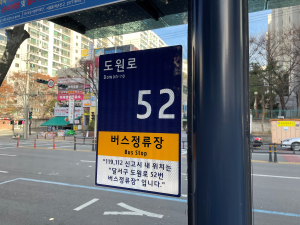 도원로
52
버스정류장
Bus Stop
"119,112 신고시 내 위치는
"달서구 도원로 52번
버스정류장" 입니다."